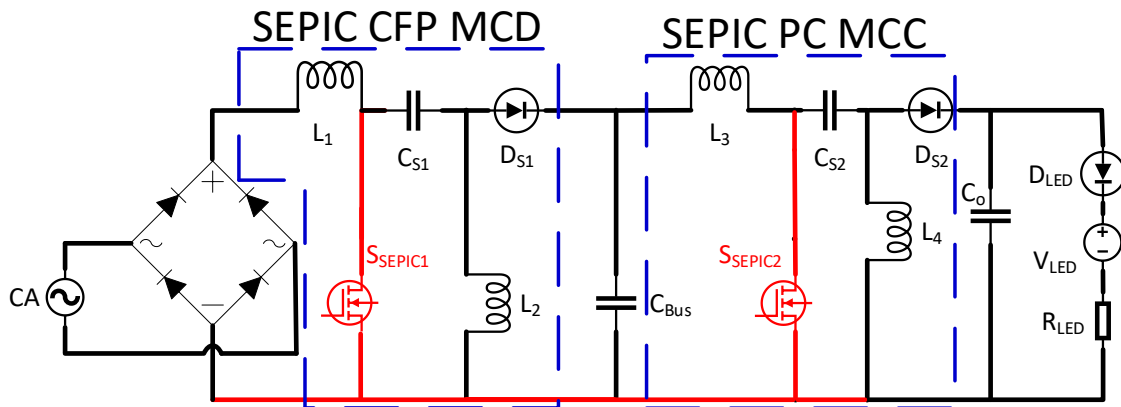 SEPIC CFP MCD
SEPIC PC MCC
L1
CS1
DS1
L3
CS2
DS2
DLED
Co
SSEPIC1
SSEPIC2
L4
VLED
CA
L2
CBus
RLED